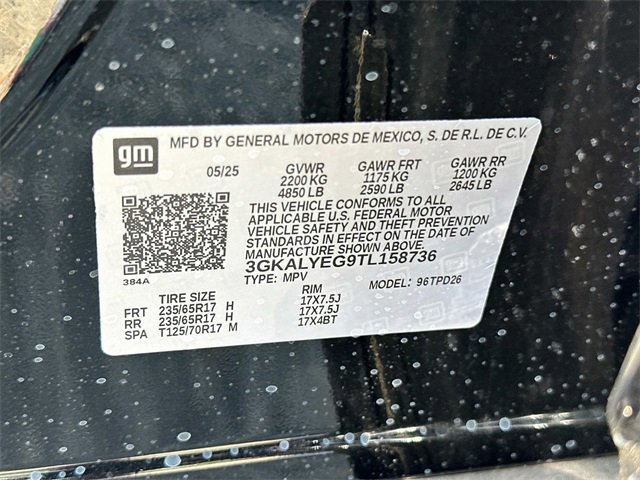 gm MFD BY GENERAL MOTORS DE MEXICO, S. DE R.L. DE C.V.
05/25 GVWR GAWR FRT GAWR RR
2200 KG 1175 KG 1200 KG
4850 LB 2590 LB 2645 LB
THIS VEHICLE CONFORMS TO ALL
APPLICABLE U.S. FEDERAL MOTOR
VEHICLE SAFETY AND THEFT PREVENTION
STANDARDS IN EFFECT ON THE DATE OF
MANUFACTURE SHOWN ABOVE.
3GKALYEG9TL158736
384A TYPE: MPV MODEL: 96TPD26
TIRE SIZE RIM
FRT 235/65R17 H 17X7.5J
RR 235/65R17 H 17X7.5J
SPA T125/70R17 M 17X4BT